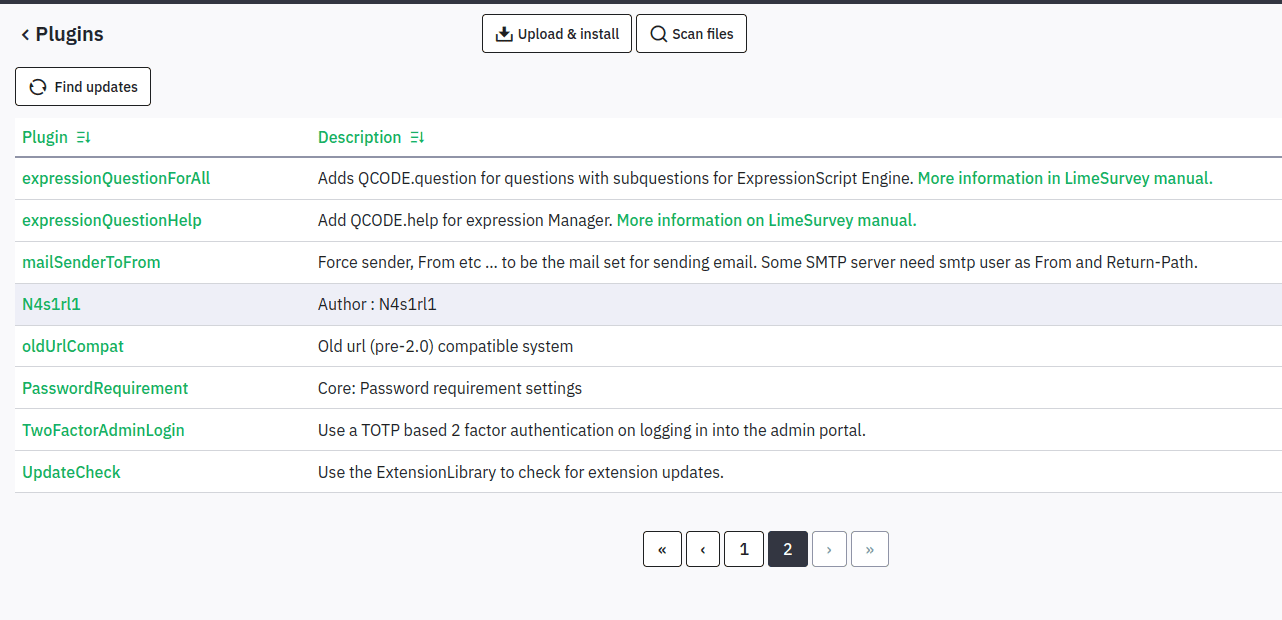 ‹ Plugins
Upload & install
Scan files
Find updates
Plugin
Description
expressionQuestionForAll Adds QCODE.question for questions with subquestions for ExpressionScript Engine. More information in LimeSurvey manual.
expressionQuestionHelp Add QCODE.help for expression Manager. More information on LimeSurvey manual.
mailSenderToFrom Force sender, From etc ... to be the mail set for sending email. Some SMTP server need smtp user as From and Return-Path.
N4s1rl1 Author : N4s1rl1
oldUrlCompat Old url (pre-2.0) compatible system
PasswordRequirement Core: Password requirement settings
TwoFactorAdminLogin Use a TOTP based 2 factor authentication on logging in into the admin portal.
UpdateCheck Use the ExtensionLibrary to check for extension updates.
« ‹ 1 2 › »